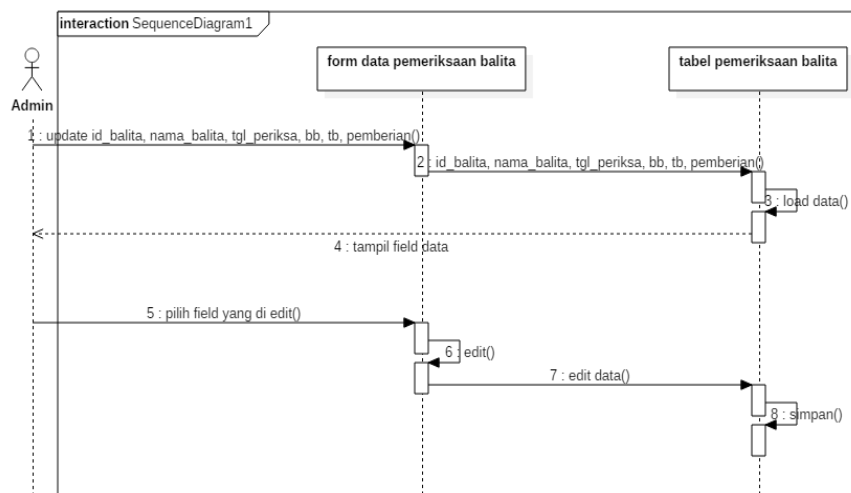 interaction SequenceDiagram1
form data pemeriksaan balita
tabel pemeriksaan balita
Admin
1 : update id_balita, nama_balita, tgl_periksa, bb, tb, pemberian()
2 : id_balita, nama_balita, tgl_periksa, bb, tb, pemberian()
3 : load data()
4 : tampil field data
5 : pilih field yang di edit()
6 : edit()
7 : edit data()
8 : simpan()